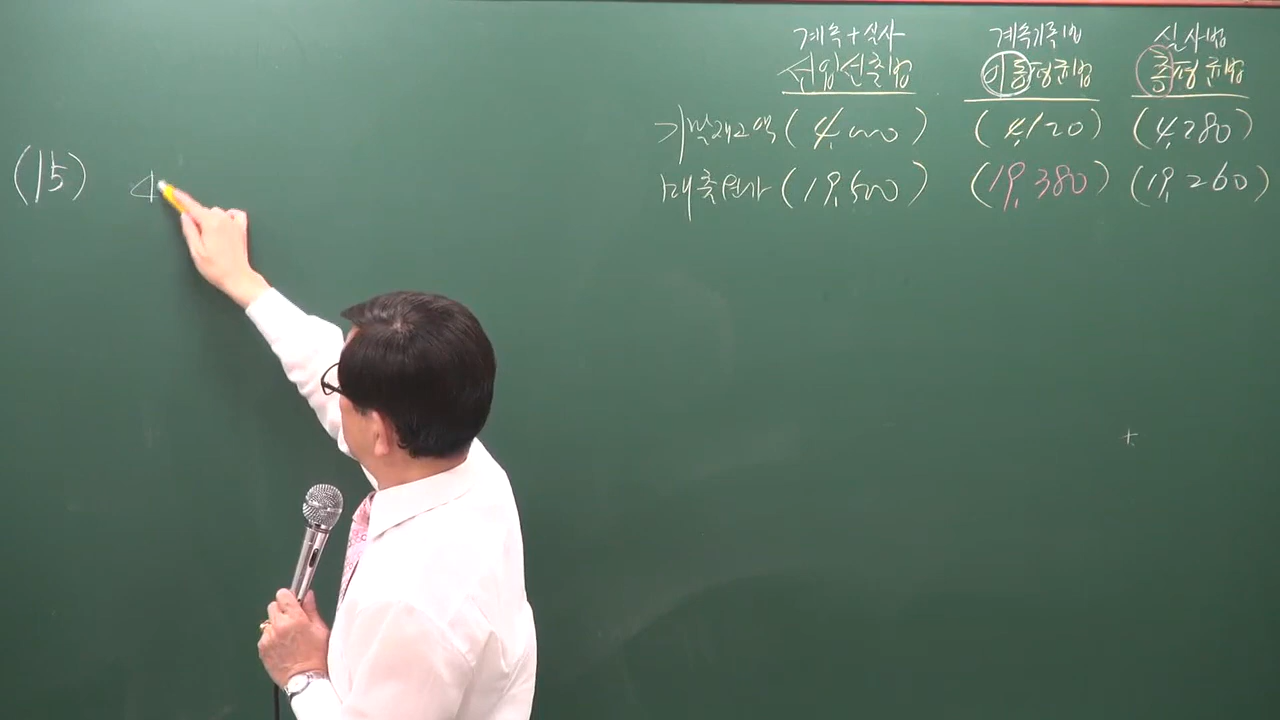 계속+실사 계속기록법 실사법
선입선출법 이동평균법 총평균법
기말재고액 (4,000) (4,120) (4,280)
매출원가 (19,500) (19,380) (19,260)
(15)